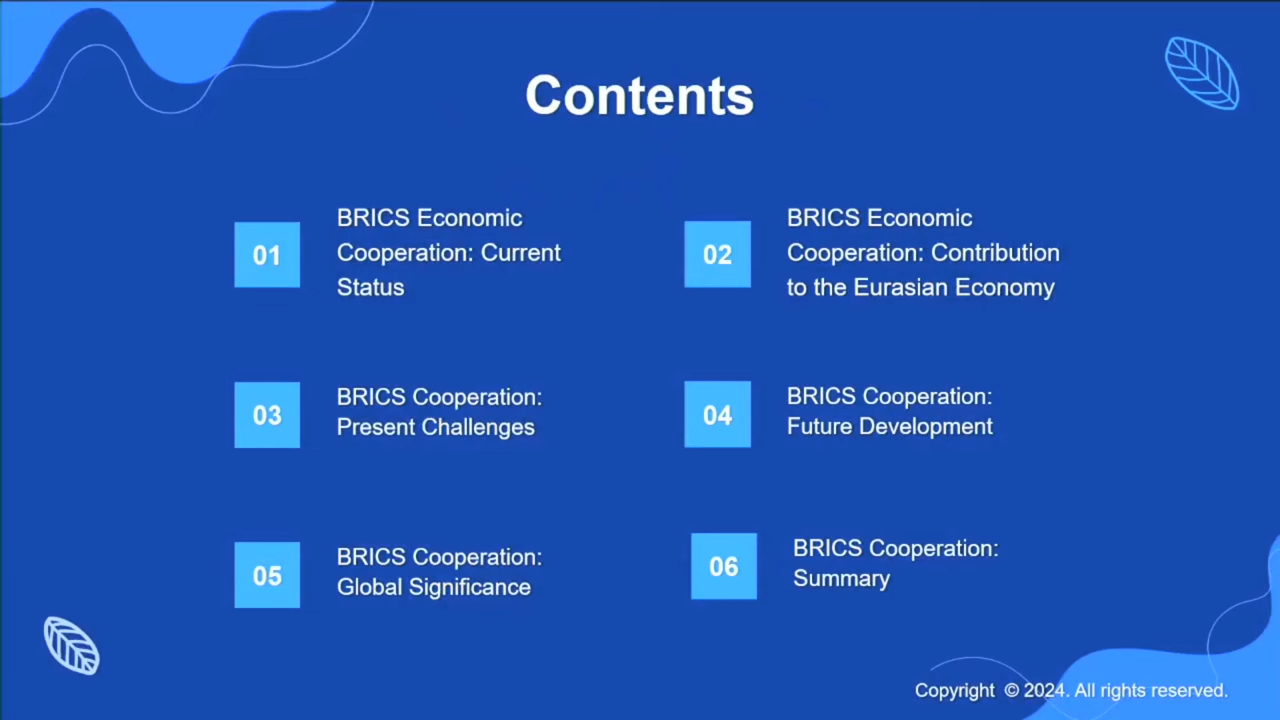 Contents
01
BRICS Economic
Cooperation: Current
Status
02
BRICS Economic
Cooperation: Contribution
to the Eurasian Economy
03
BRICS Cooperation:
Present Challenges
04
BRICS Cooperation:
Future Development
05
BRICS Cooperation:
Global Significance
06
BRICS Cooperation:
Summary
Copyright © 2024. All rights reserved.